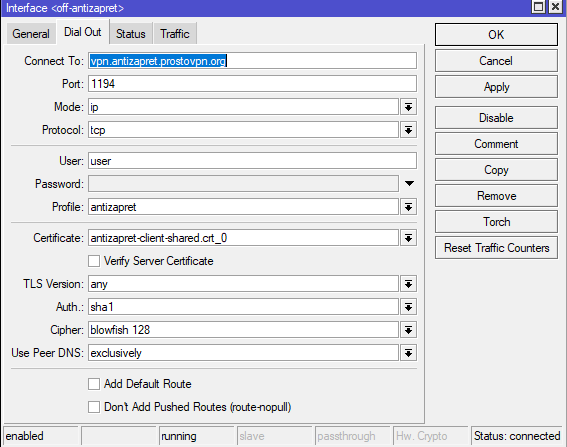 Interface <off-antizapret>
General Dial Out Status Traffic
Connect To: vpn.antizapret.prostovpn.org
Port: 1194
Mode: ip
Protocol: tcp
User: user
Password:
Profile: antizapret
Certificate: antizapret-client-shared.crt_0
Verify Server Certificate
TLS Version: any
Auth.: sha1
Cipher: blowfish 128
Use Peer DNS: exclusively
Add Default Route
Don't Add Pushed Routes (route-nopull)
OK
Cancel
Apply
Disable
Comment
Copy
Remove
Torch
Reset Traffic Counters
enabled running slave passthrough Hw. Crypto Status: connected